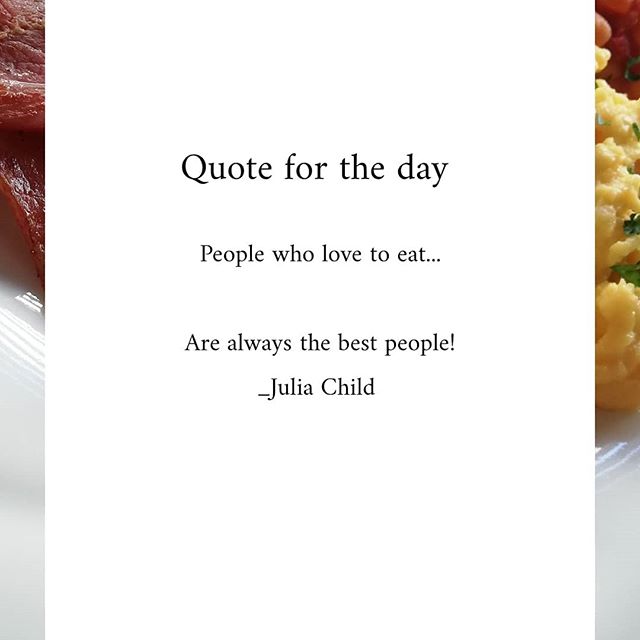 Quote for the day
People who love to eat...
Are always the best people!
_Julia Child